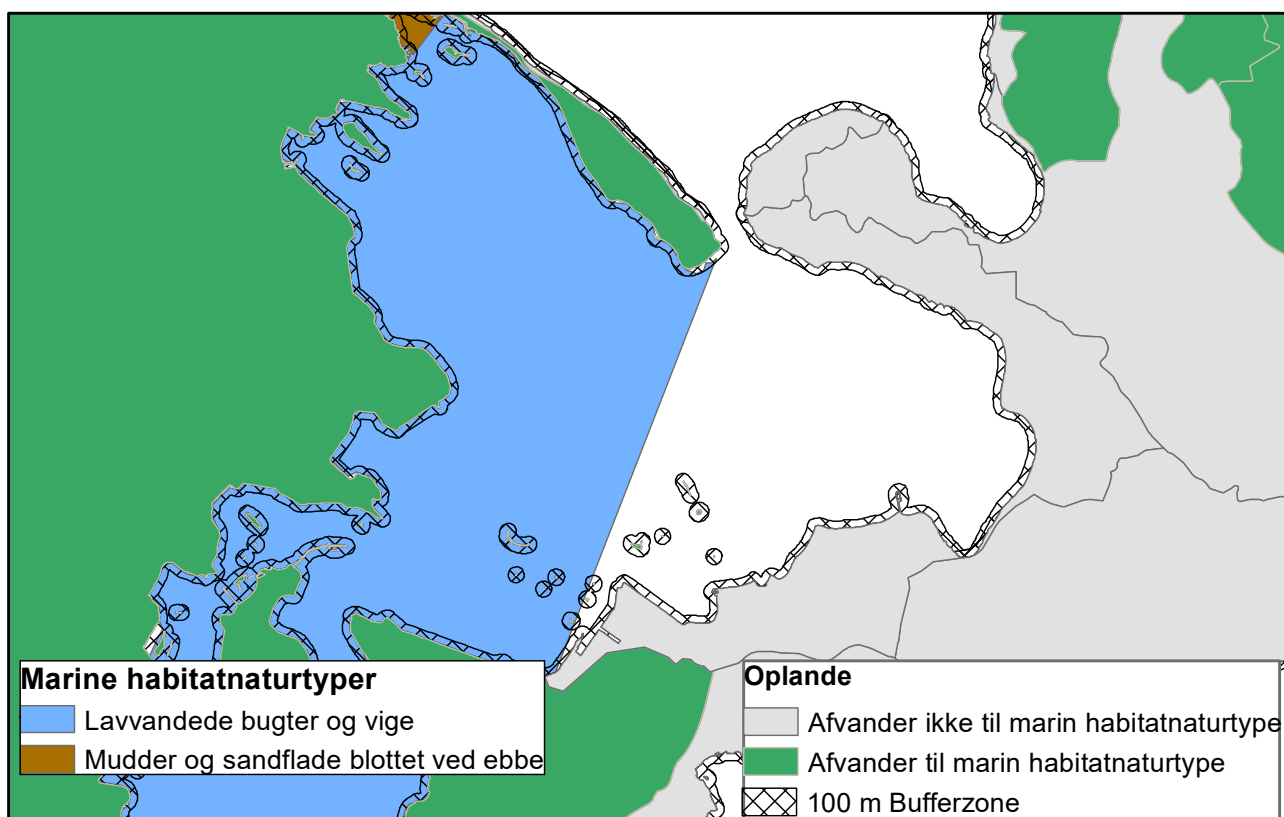 Marine habitatnaturtyper
Lavvandede bugter og vige
Mudder og sandflade blottet ved ebbe
Oplande
Afvander ikke til marin habitatnaturtype
Afvander til marin habitatnaturtype
100 m Bufferzone